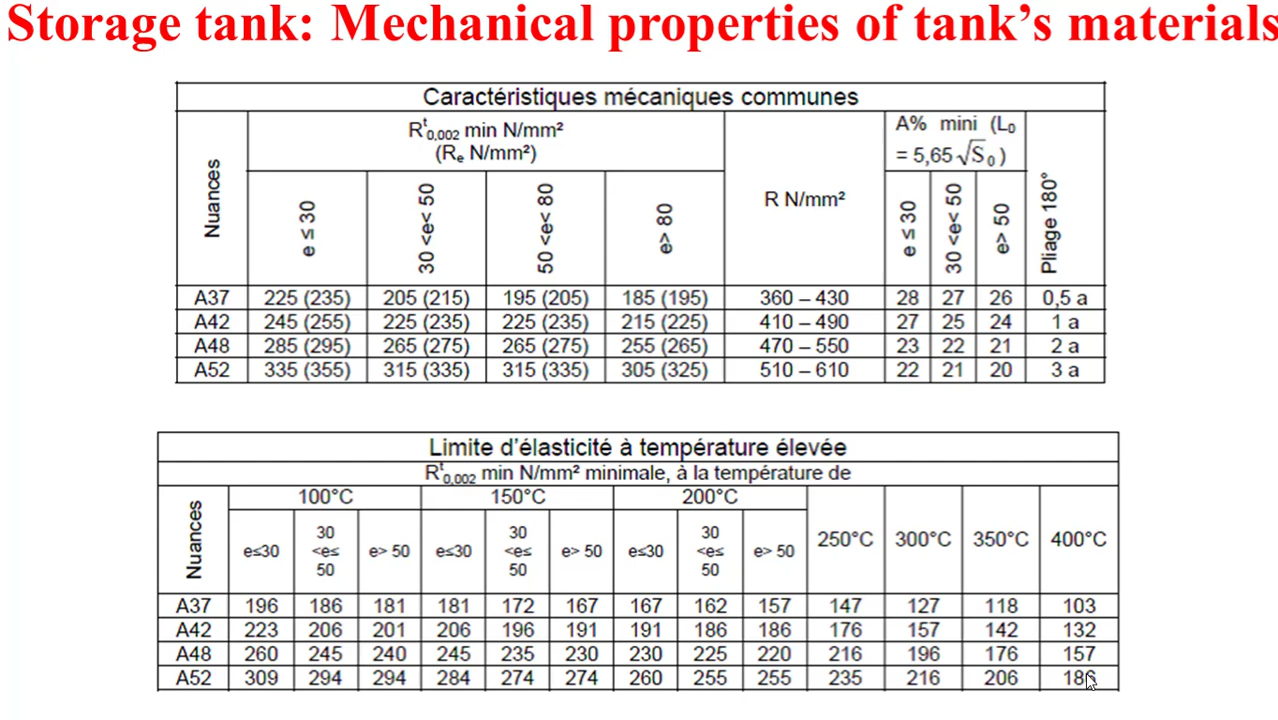 Storage tank: Mechanical properties of tank's materials
Caractéristiques mécaniques communes
Nuances
Rt0,002 min N/mm²
(Re N/mm²)
R N/mm²
A% mini (L0
= 5,65 √S0 )
Pliage 180°
e ≤ 30
30 <e< 50
50 <e< 80
e> 80
e ≤ 30
30 <e< 50
e> 50
A37 225 (235) 205 (215) 195 (205) 185 (195) 360 – 430 28 27 26 0,5 a
A42 245 (255) 225 (235) 225 (235) 215 (225) 410 – 490 27 25 24 1 a
A48 285 (295) 265 (275) 265 (275) 255 (265) 470 – 550 23 22 21 2 a
A52 335 (355) 315 (335) 315 (335) 305 (325) 510 – 610 22 21 20 3 a
Limite d'élasticité à température élevée
Rt0,002 min N/mm² minimale, à la température de
Nuances
100°C 150°C 200°C 250°C 300°C 350°C 400°C
e≤30
30
<e≤
50
e> 50
e≤30
30
<e≤
50
e> 50
e≤30
30
<e≤
50
e> 50
A37 196 186 181 181 172 167 167 162 157 147 127 118 103
A42 223 206 201 206 196 191 191 186 186 176 157 142 132
A48 260 245 240 245 235 230 230 225 220 216 196 176 157
A52 309 294 294 284 274 274 260 255 255 235 216 206